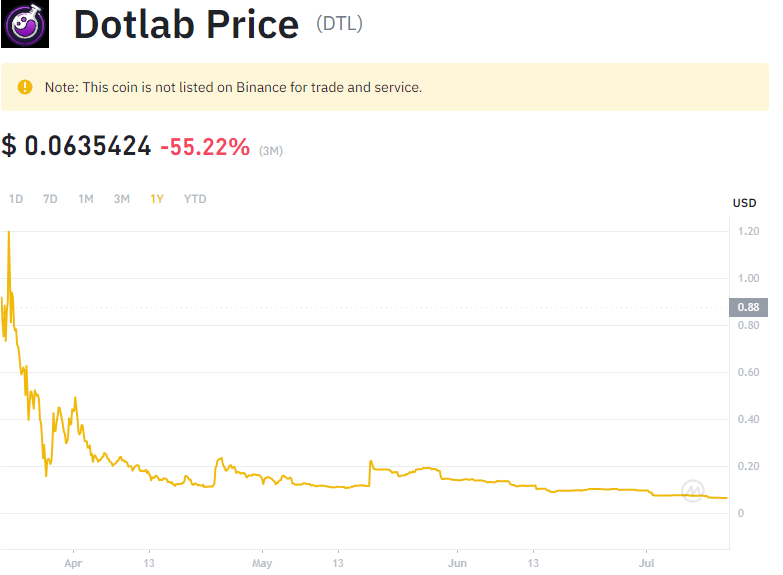 Dotlab Price (DTL)
Note: This coin is not listed on Binance for trade and service.
$ 0.0635424 -55.22% (3M)
1D 7D 1M 3M 1Y YTD
USD
1.20
1.00
0.88
0.80
0.60
0.40
0.20
0
Apr 13 May 13 Jun 13 Jul